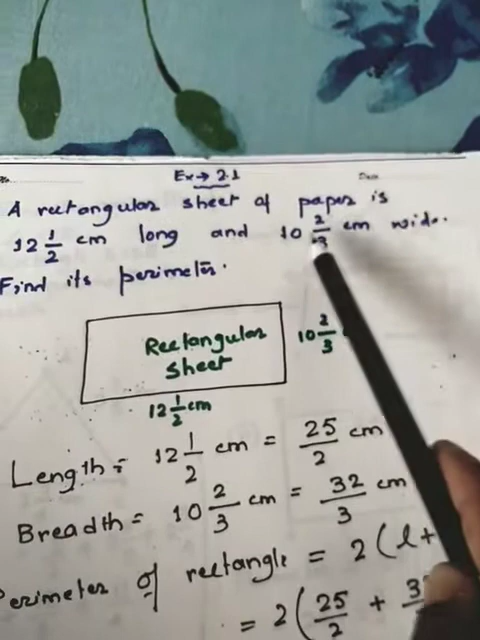 Ex → 2.1
Date
A rectangular sheet of paper is
12 1/2 cm long and 10 2/3 cm wide.
Find its perimeter.
Rectangular
Sheet
10 2/3
12 1/2 cm
Length = 12 1/2 cm = 25/2 cm
Breadth = 10 2/3 cm = 32/3 cm
Perimeter of rectangle = 2 ( l +
= 2 ( 25/2 +